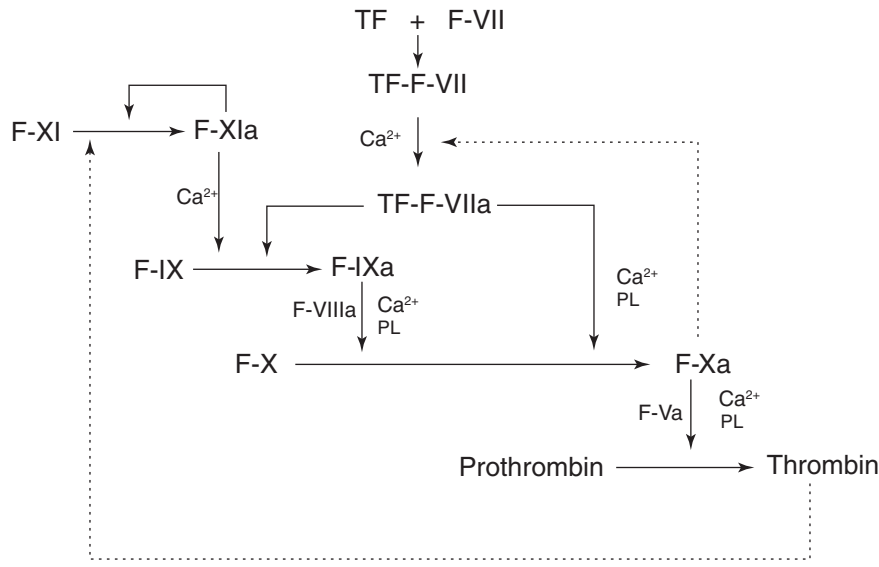 TF + F-VII
TF-F-VII
F-XI F-XIa Ca²⁺
Ca²⁺ TF-F-VIIa
F-IX F-IXa
F-VIIIa Ca²⁺
PL
Ca²⁺
PL
F-X F-Xa
F-Va Ca²⁺
PL
Prothrombin Thrombin